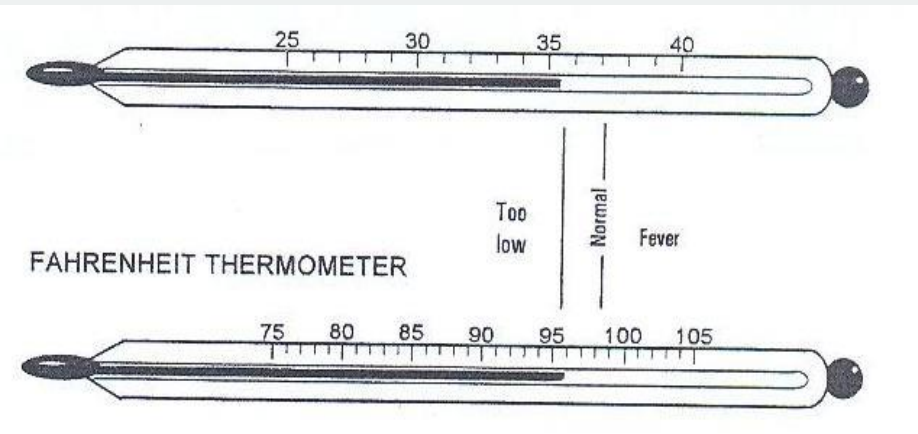 25 30 35 40
Too
low
Normal
Fever
FAHRENHEIT THERMOMETER
75 80 85 90 95 100 105